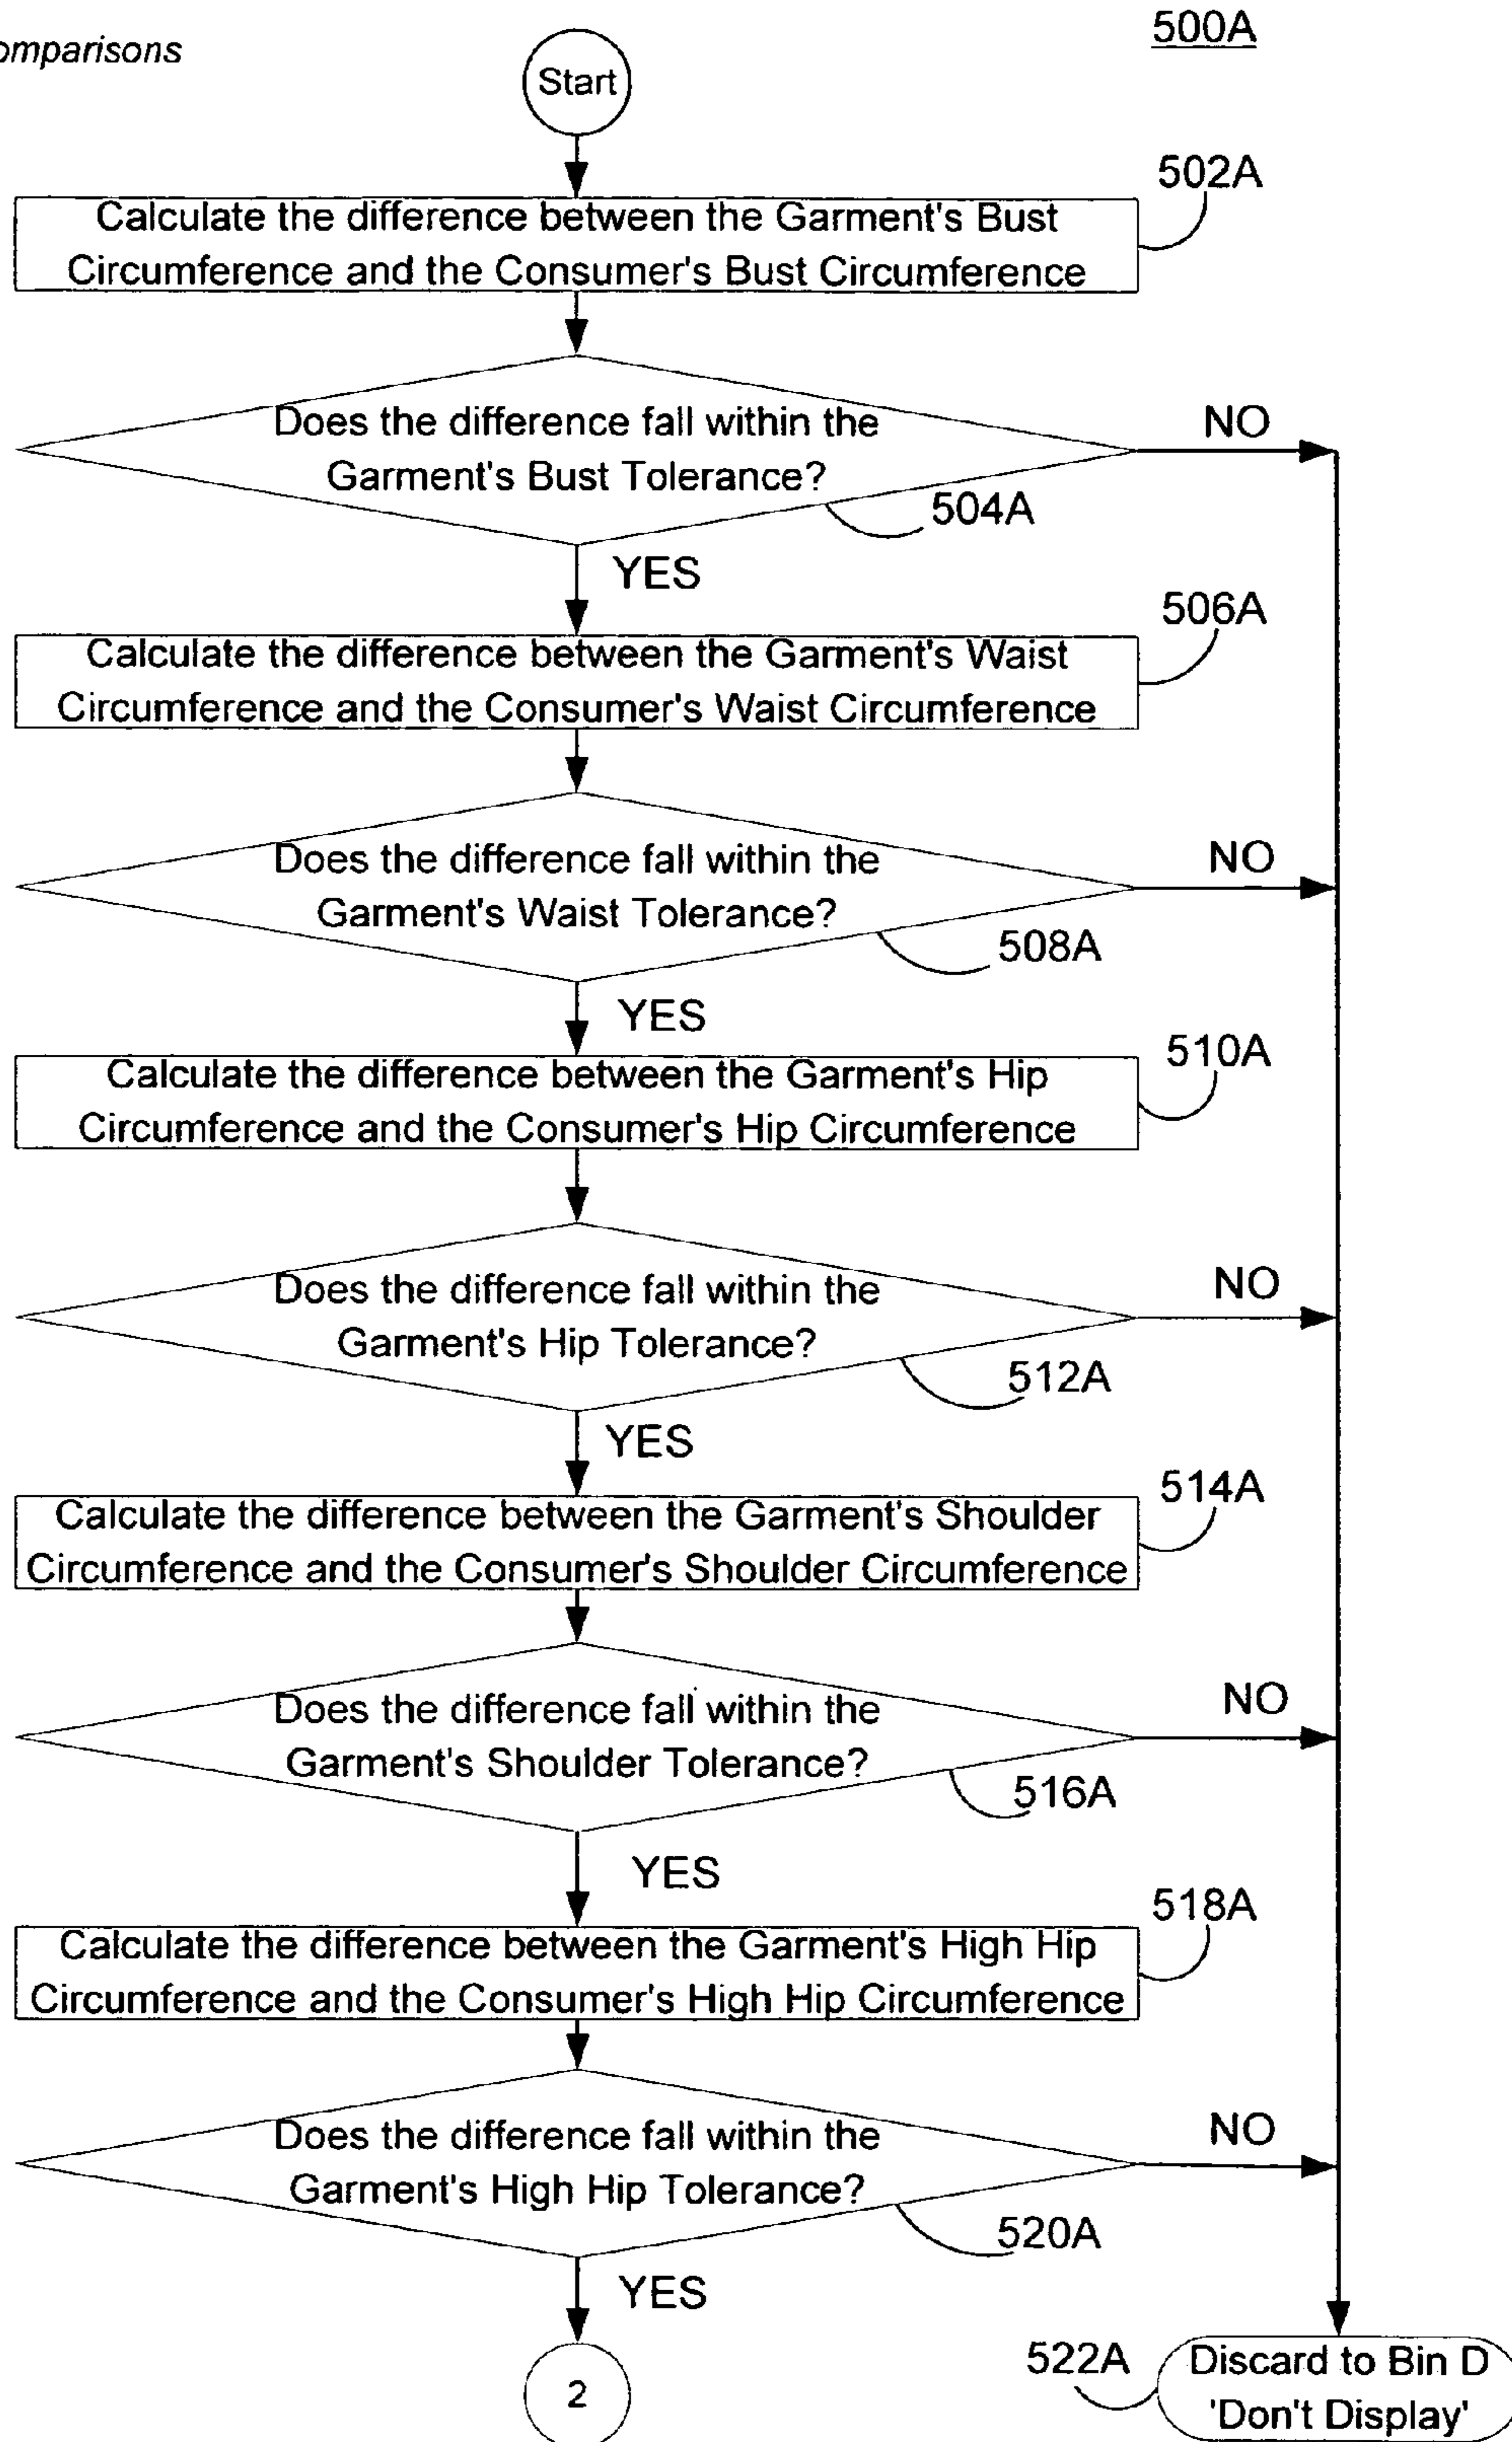 omparisons
500A
Start
502A
Calculate the difference between the Garment's Bust
Circumference and the Consumer's Bust Circumference
Does the difference fall within the
Garment's Bust Tolerance?
NO
504A
YES
506A
Calculate the difference between the Garment's Waist
Circumference and the Consumer's Waist Circumference
Does the difference fall within the
Garment's Waist Tolerance?
NO
508A
YES
510A
Calculate the difference between the Garment's Hip
Circumference and the Consumer's Hip Circumference
Does the difference fall within the
Garment's Hip Tolerance?
NO
512A
YES
514A
Calculate the difference between the Garment's Shoulder
Circumference and the Consumer's Shoulder Circumference
Does the difference fall within the
Garment's Shoulder Tolerance?
NO
516A
YES
518A
Calculate the difference between the Garment's High Hip
Circumference and the Consumer's High Hip Circumference
Does the difference fall within the
Garment's High Hip Tolerance?
NO
520A
YES
2
522A
Discard to Bin D
'Don't Display'